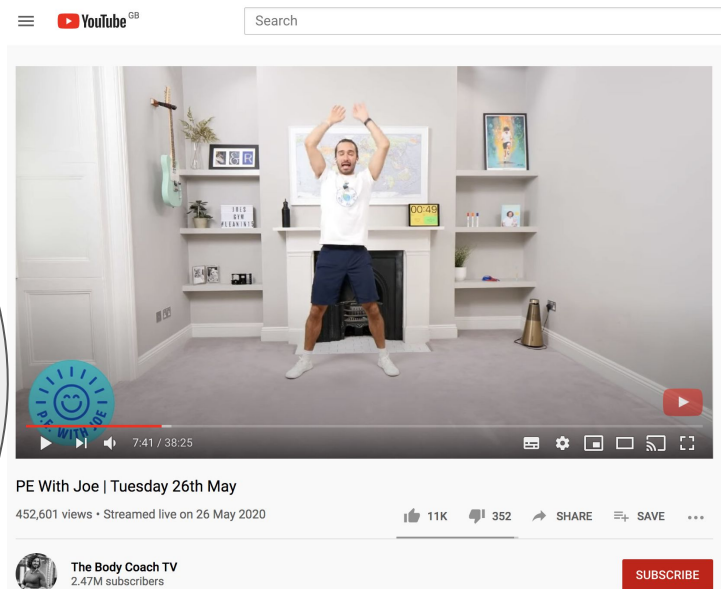 YouTube GB
Search
IRIS
00:49
P.E. WITH JOE
7:41 / 38:25
PE With Joe | Tuesday 26th May
452,601 views • Streamed live on 26 May 2020
11K 352 SHARE SAVE
The Body Coach TV
2.47M subscribers
SUBSCRIBE